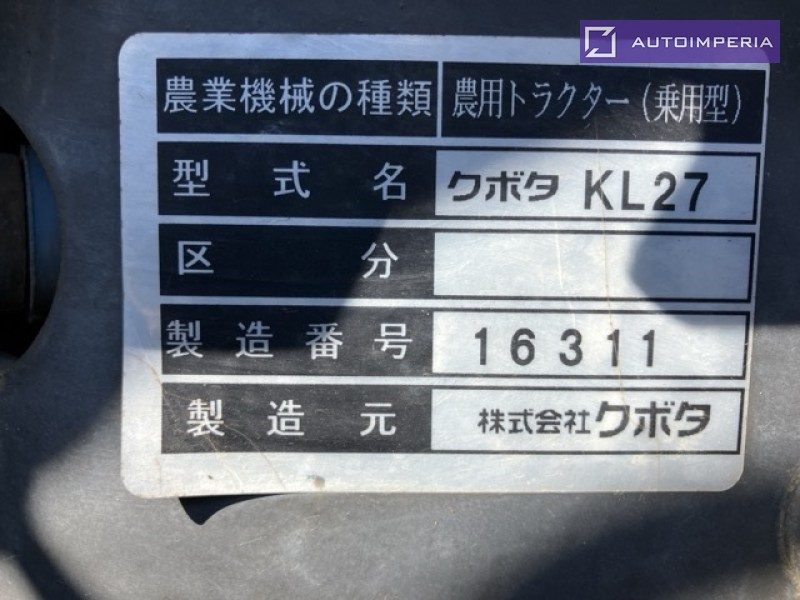 AUTOIMPERIA
農業機械の種類 農用トラクター(乗用型)
型式名 クボタ KL27
区分
製造番号 16311
製造元 株式会社クボタ